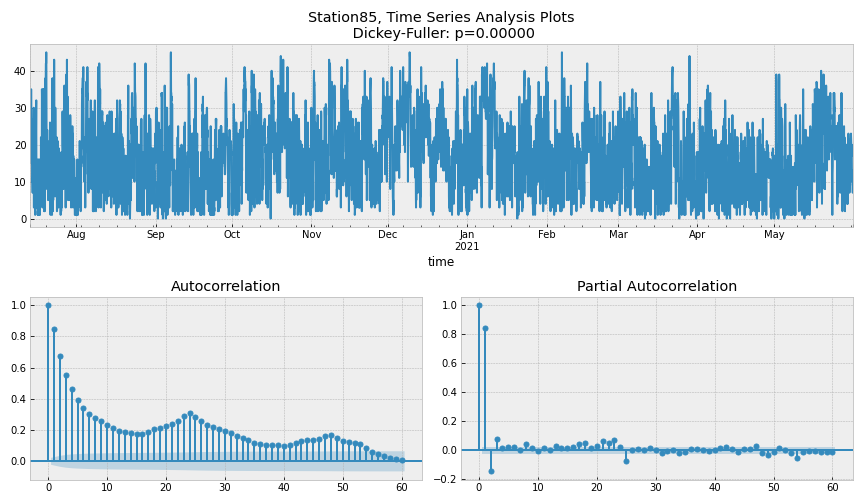 Station85, Time Series Analysis Plots
Dickey-Fuller: p=0.00000
40
30
20
10
0
Aug Sep Oct Nov Dec Jan Feb Mar Apr May
2021
time
Autocorrelation
1.0
0.8
0.6
0.4
0.2
0.0
0 10 20 30 40 50 60
Partial Autocorrelation
1.0
0.8
0.6
0.4
0.2
0.0
−0.2
0 10 20 30 40 50 60